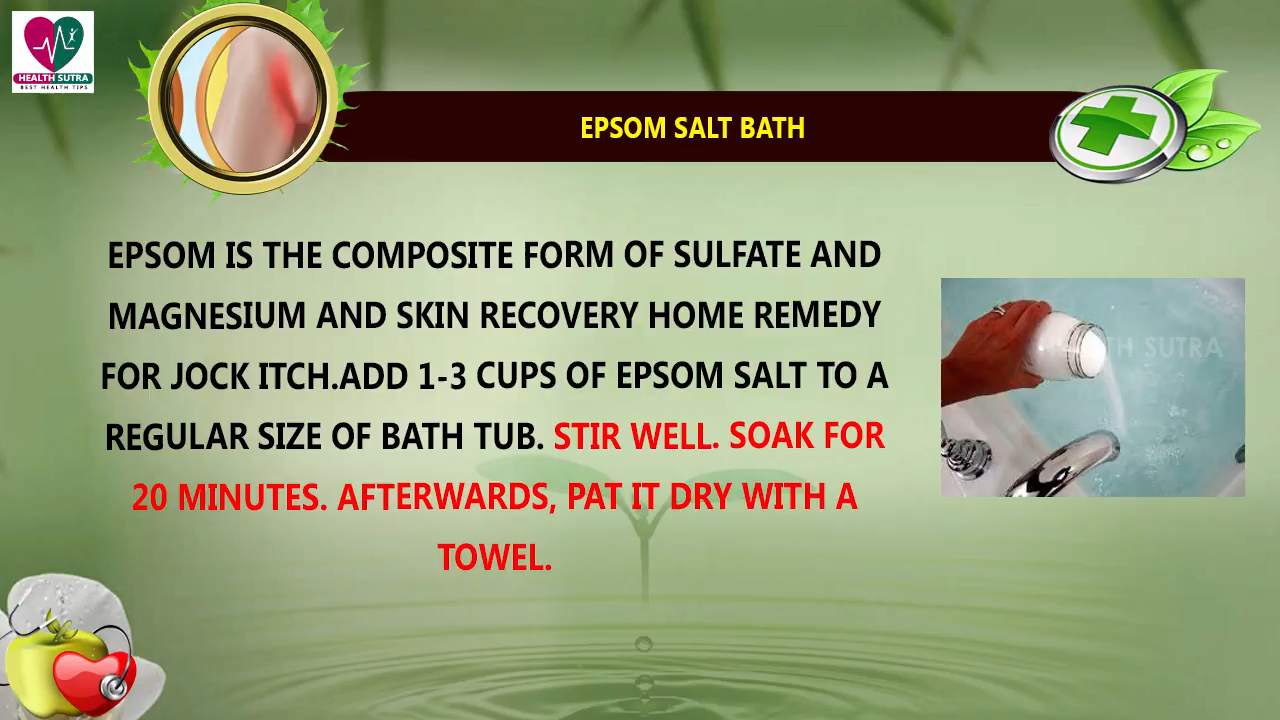 HEALTH SUTRA
BEST HEALTH TIPS
EPSOM SALT BATH
EPSOM IS THE COMPOSITE FORM OF SULFATE AND
MAGNESIUM AND SKIN RECOVERY HOME REMEDY
FOR JOCK ITCH.ADD 1-3 CUPS OF EPSOM SALT TO A
REGULAR SIZE OF BATH TUB. STIR WELL. SOAK FOR
20 MINUTES. AFTERWARDS, PAT IT DRY WITH A
TOWEL.
TH SUTRA